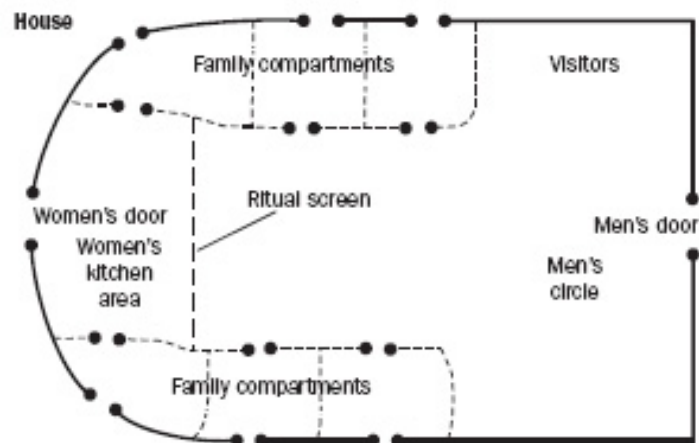 House
Family compartments
Visitors
Ritual screen
Women's door
Women's
kitchen
area
Men's door
Men's
circle
Family compartments